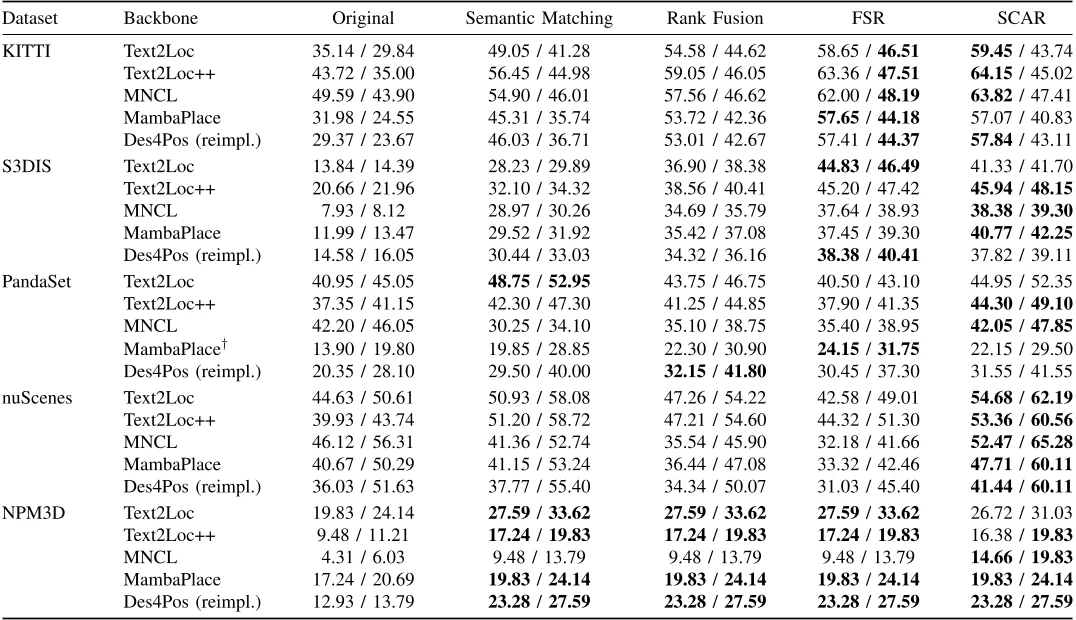 Dataset Backbone Original Semantic Matching Rank Fusion FSR SCAR
KITTI Text2Loc 35.14 / 29.84 49.05 / 41.28 54.58 / 44.62 58.65 / 46.51 59.45 / 43.74
Text2Loc++ 43.72 / 35.00 56.45 / 44.98 59.05 / 46.05 63.36 / 47.51 64.15 / 45.02
MNCL 49.59 / 43.90 54.90 / 46.01 57.56 / 46.62 62.00 / 48.19 63.82 / 47.41
MambaPlace 31.98 / 24.55 45.31 / 35.74 53.72 / 42.36 57.65 / 44.18 57.07 / 40.83
Des4Pos (reimpl.) 29.37 / 23.67 46.03 / 36.71 53.01 / 42.67 57.41 / 44.37 57.84 / 43.11
S3DIS Text2Loc 13.84 / 14.39 28.23 / 29.89 36.90 / 38.38 44.83 / 46.49 41.33 / 41.70
Text2Loc++ 20.66 / 21.96 32.10 / 34.32 38.56 / 40.41 45.20 / 47.42 45.94 / 48.15
MNCL 7.93 / 8.12 28.97 / 30.26 34.69 / 35.79 37.64 / 38.93 38.38 / 39.30
MambaPlace 11.99 / 13.47 29.52 / 31.92 35.42 / 37.08 37.45 / 39.30 40.77 / 42.25
Des4Pos (reimpl.) 14.58 / 16.05 30.44 / 33.03 34.32 / 36.16 38.38 / 40.41 37.82 / 39.11
PandaSet Text2Loc 40.95 / 45.05 48.75 / 52.95 43.75 / 46.75 40.50 / 43.10 44.95 / 52.35
Text2Loc++ 37.35 / 41.15 42.30 / 47.30 41.25 / 44.85 37.90 / 41.35 44.30 / 49.10
MNCL 42.20 / 46.05 30.25 / 34.10 35.10 / 38.75 35.40 / 38.95 42.05 / 47.85
MambaPlace† 13.90 / 19.80 19.85 / 28.85 22.30 / 30.90 24.15 / 31.75 22.15 / 29.50
Des4Pos (reimpl.) 20.35 / 28.10 29.50 / 40.00 32.15 / 41.80 30.45 / 37.30 31.55 / 41.55
nuScenes Text2Loc 44.63 / 50.61 50.93 / 58.08 47.26 / 54.22 42.58 / 49.01 54.68 / 62.19
Text2Loc++ 39.93 / 43.74 51.20 / 58.72 47.21 / 54.60 44.32 / 51.30 53.36 / 60.56
MNCL 46.12 / 56.31 41.36 / 52.74 35.54 / 45.90 32.18 / 41.66 52.47 / 65.28
MambaPlace 40.67 / 50.29 41.15 / 53.24 36.44 / 47.08 33.32 / 42.46 47.71 / 60.11
Des4Pos (reimpl.) 36.03 / 51.63 37.77 / 55.40 34.34 / 50.07 31.03 / 45.40 41.44 / 60.11
NPM3D Text2Loc 19.83 / 24.14 27.59 / 33.62 27.59 / 33.62 27.59 / 33.62 26.72 / 31.03
Text2Loc++ 9.48 / 11.21 17.24 / 19.83 17.24 / 19.83 17.24 / 19.83 16.38 / 19.83
MNCL 4.31 / 6.03 9.48 / 13.79 9.48 / 13.79 9.48 / 13.79 14.66 / 19.83
MambaPlace 17.24 / 20.69 19.83 / 24.14 19.83 / 24.14 19.83 / 24.14 19.83 / 24.14
Des4Pos (reimpl.) 12.93 / 13.79 23.28 / 27.59 23.28 / 27.59 23.28 / 27.59 23.28 / 27.59